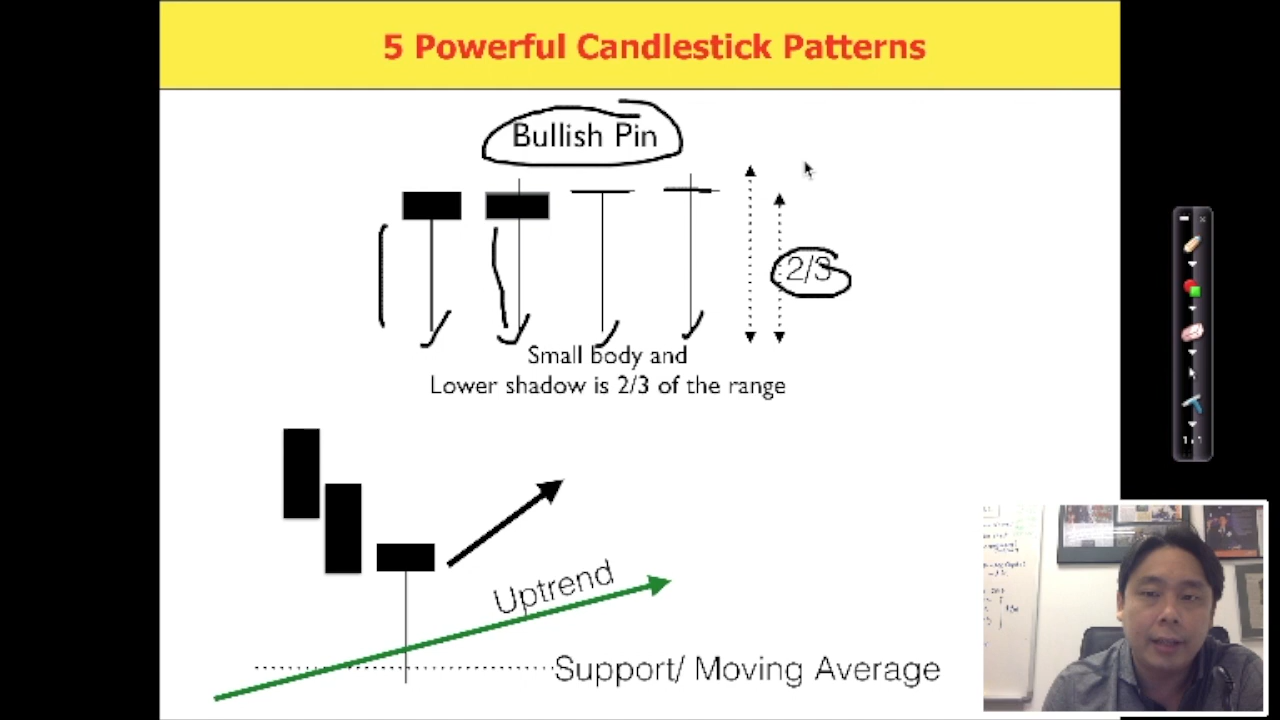 5 Powerful Candlestick Patterns
Bullish Pin
2/3
Small body and
Lower shadow is 2/3 of the range
Uptrend
Support/ Moving Average